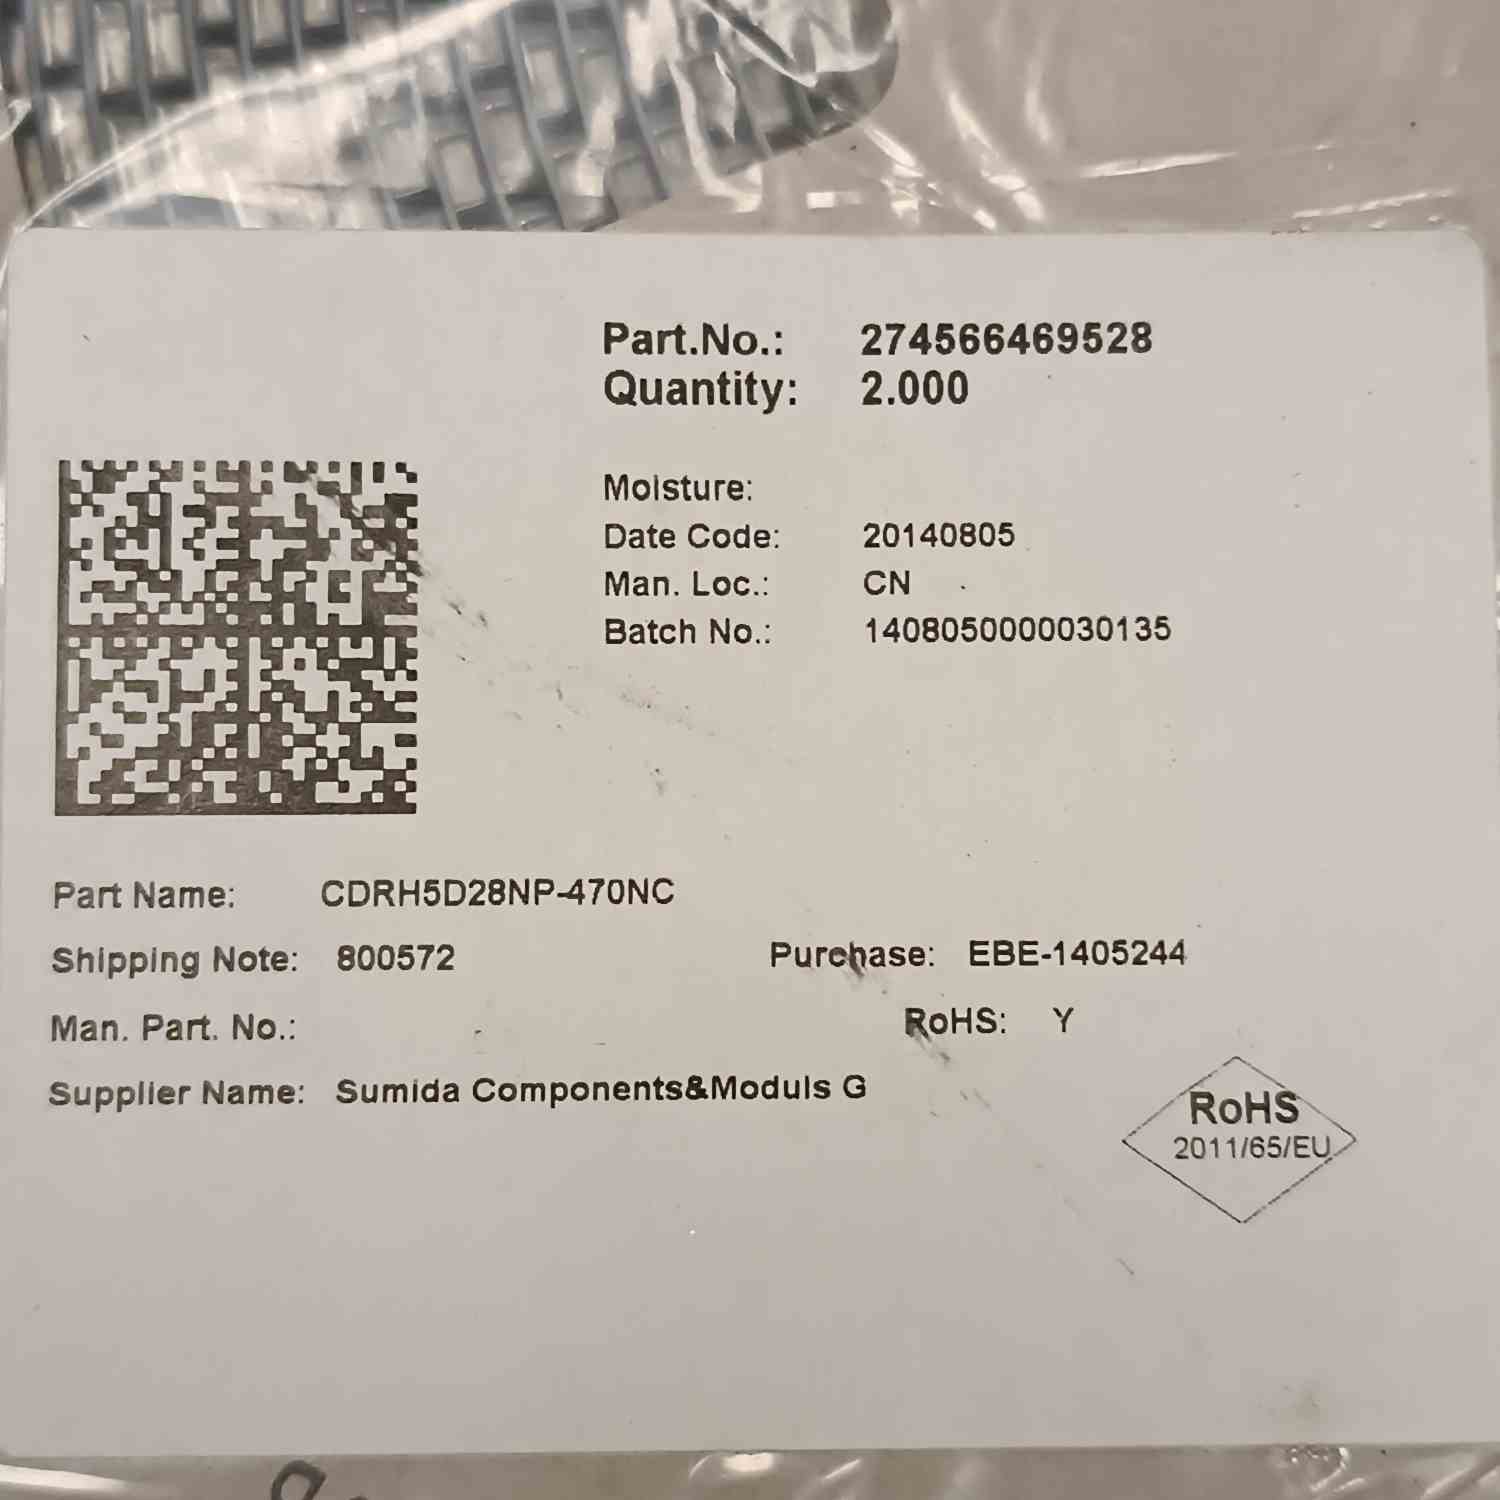 Part.No.: 274566469528
Quantity: 2.000
Moisture:
Date Code: 20140805
Man. Loc.: CN
Batch No.: 1408050000030135
Part Name: CDRH5D28NP-470NC
Shipping Note: 800572 Purchase: EBE-1405244
Man. Part. No.: RoHS: Y
Supplier Name: Sumida Components&Moduls G
RoHS
2011/65/EU